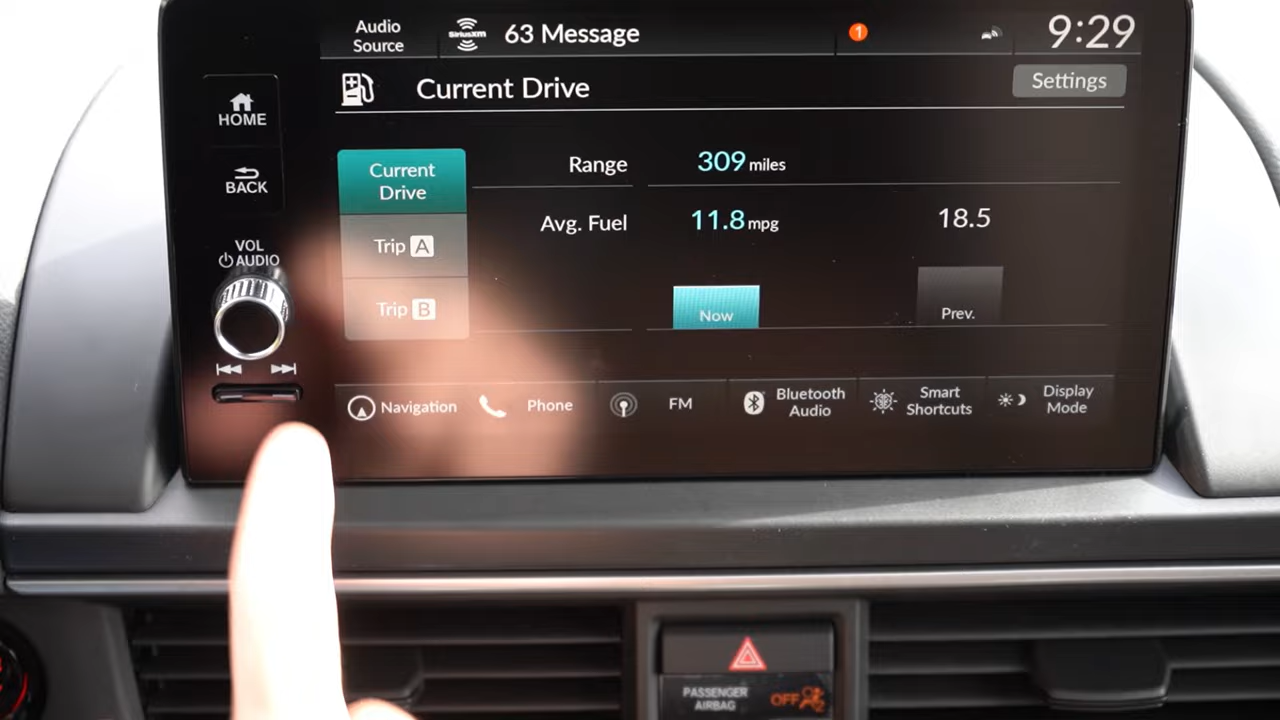 Audio
Source
SiriusXM
63 Message
1
9:29
Current Drive
Settings
HOME
BACK
VOL
AUDIO
Current
Drive
Trip A
Trip B
Range
309 miles
Avg. Fuel
11.8 mpg
18.5
Now
Prev.
Navigation
Phone
FM
Bluetooth
Audio
Smart
Shortcuts
Display
Mode
PASSENGER
AIRBAG
OFF